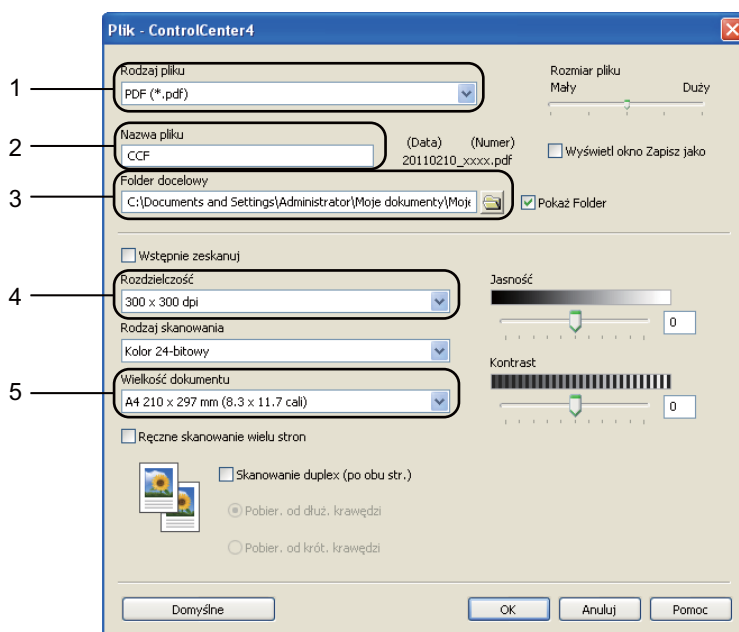 Plik - ControlCenter4
1
Rodzaj pliku
PDF (*.pdf)
Rozmiar pliku
Mały Duży
2
Nazwa pliku
CCF
(Data) (Numer)
20110210_xxxx.pdf
Wyświetl okno Zapisz jako
3
Folder docelowy
C:\Documents and Settings\Administrator\Moje dokumenty\Moje
Pokaż Folder
Wstępnie zeskanuj
4
Rozdzielczość
300 x 300 dpi
Jasność
0
Rodzaj skanowania
Kolor 24-bitowy
Kontrast
0
5
Wielkość dokumentu
A4 210 x 297 mm (8.3 x 11.7 cali)
Ręczne skanowanie wielu stron
Skanowanie duplex (po obu str.)
Pobier. od dłuż. krawędzi
Pobier. od krót. krawędzi
Domyślne OK Anuluj Pomoc